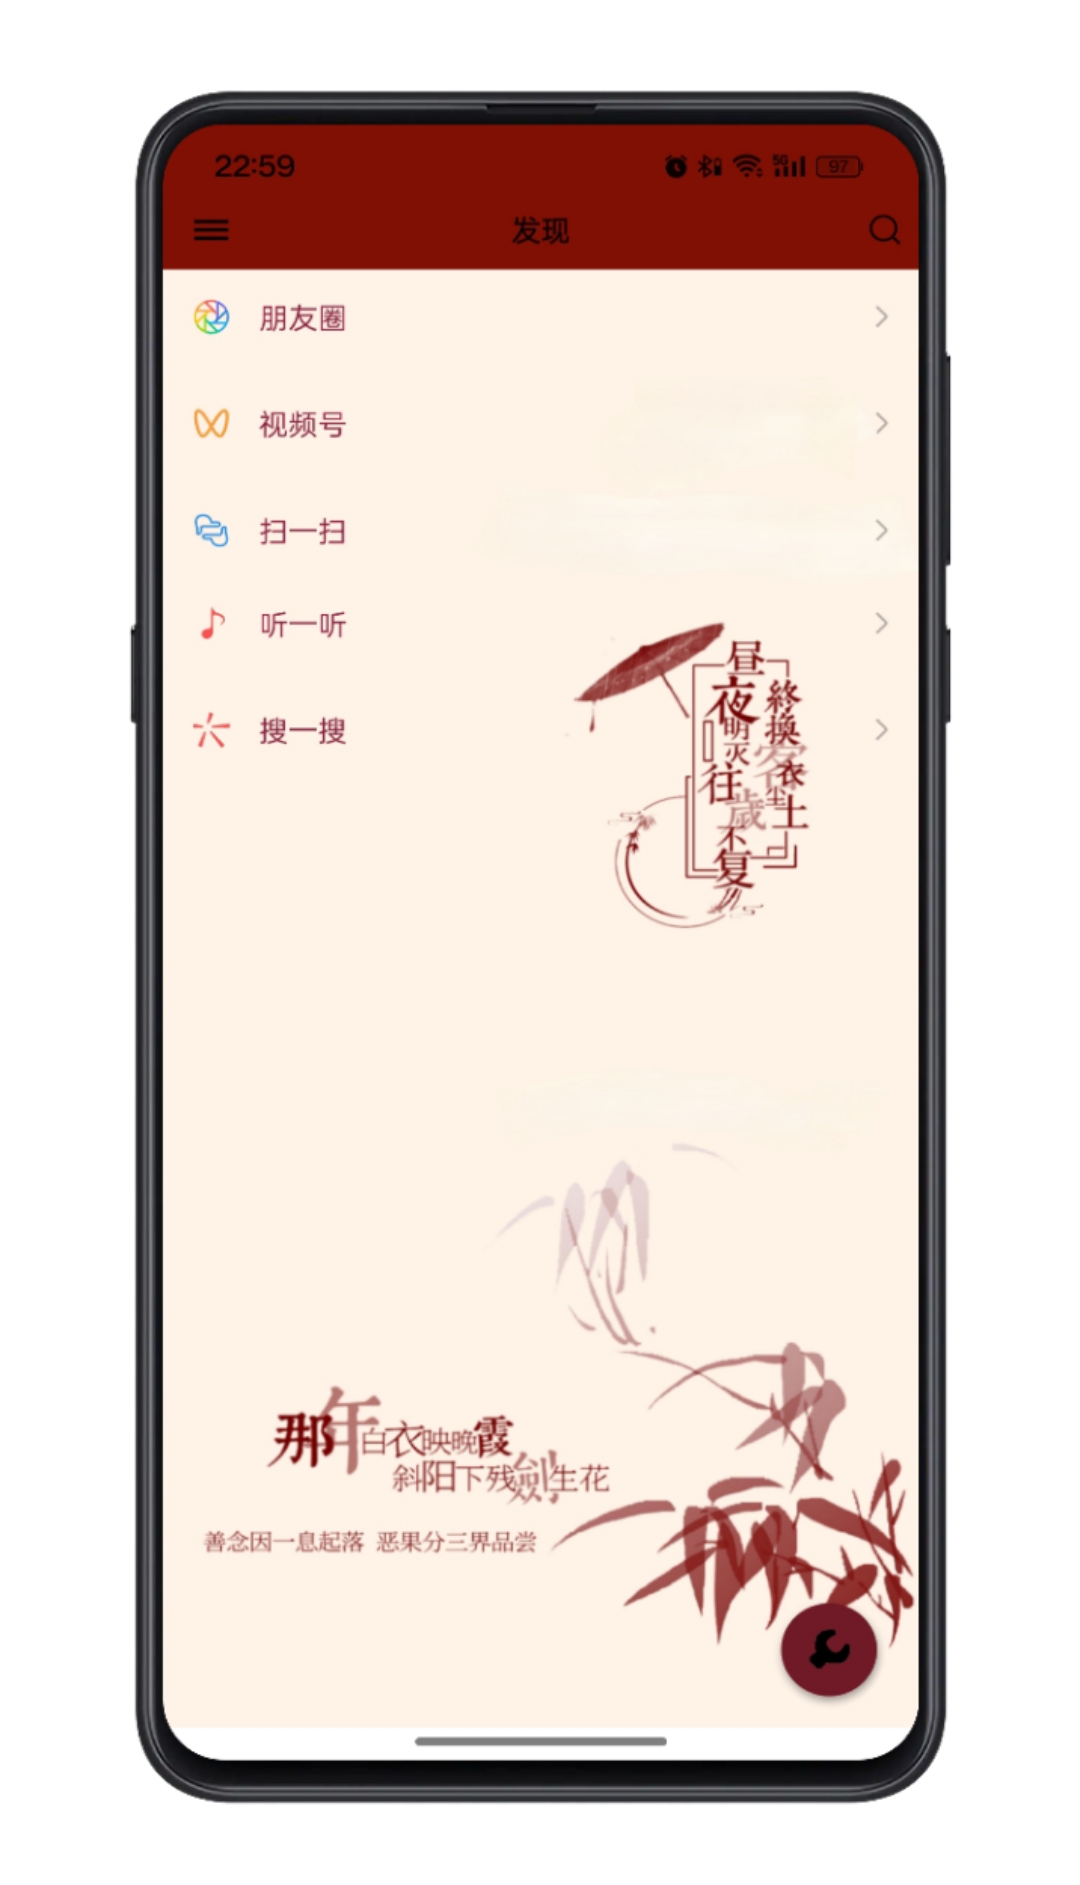 22:59
5G
97
发现
朋友圈
视频号
扫一扫
听一听
搜一搜
昼夜明灭往歲不复
終換客衣尘土
那年白衣映晚霞
斜阳下残劍生花
善念因一息起落 恶果分三界品尝